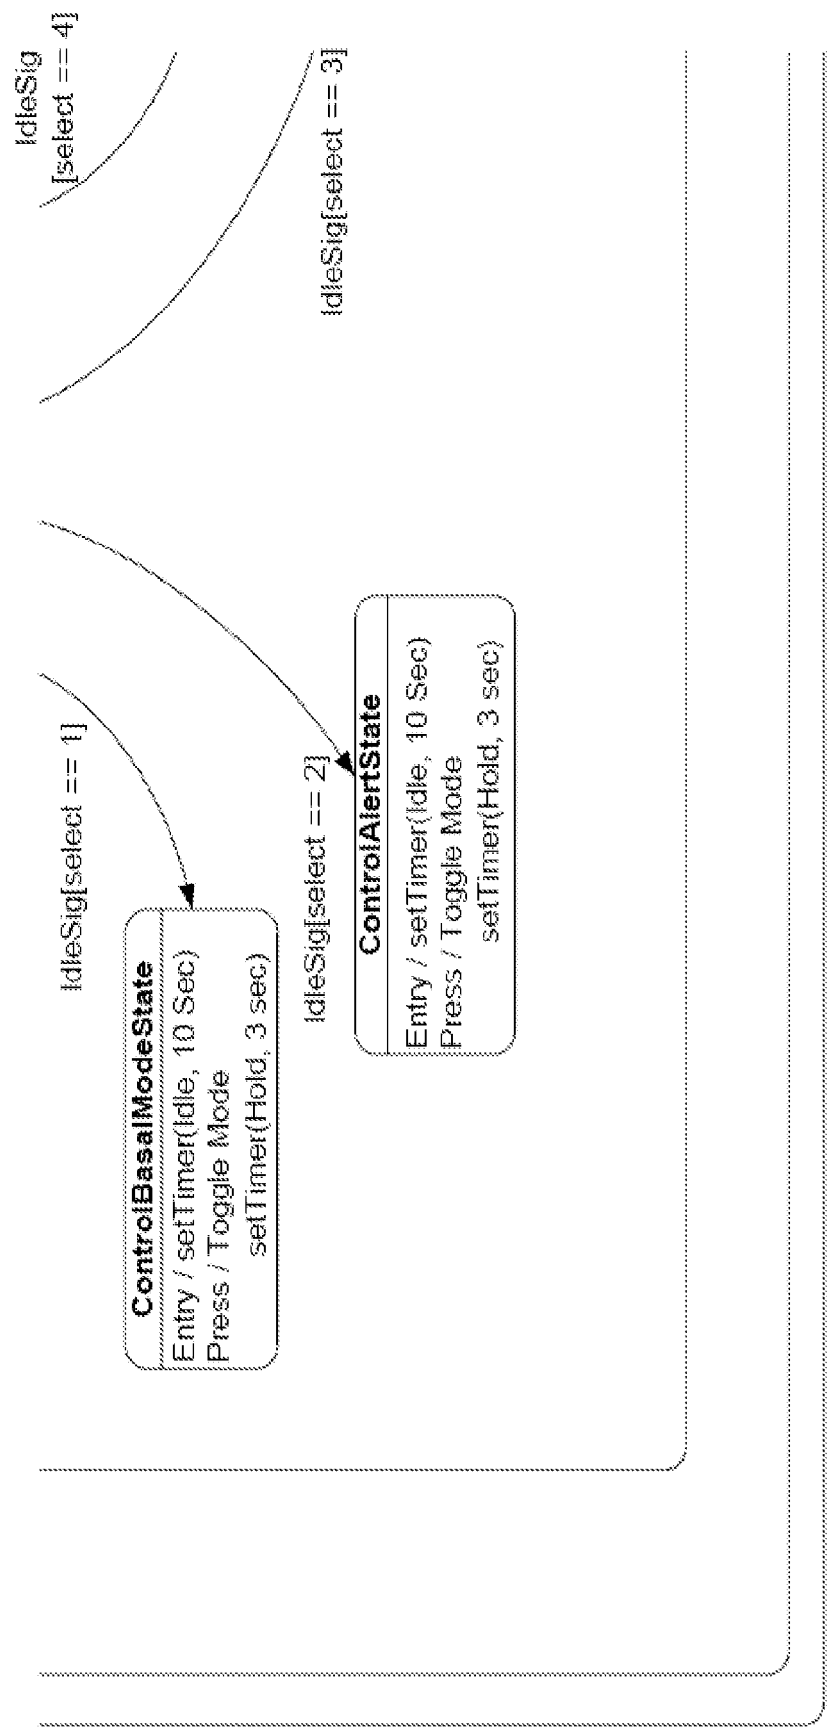 IdleSig
[select == 4]
IdleSig[select == 3]
IdleSig[select == 1]
IdleSig[select == 2]
ControlBasalModeState
Entry / setTimer(Idle, 10 Sec)
Press / Toggle Mode
setTimer(Hold, 3 sec)
ControlAlertState
Entry / setTimer(Idle, 10 Sec)
Press / Toggle Mode
setTimer(Hold, 3 sec)